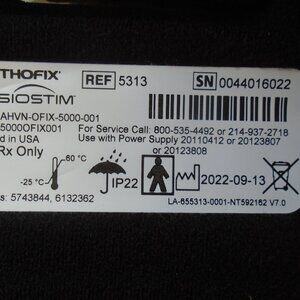 THOFIX REF 5313 SN 0044016022
SIOSTIM
AHVN-OFIX-5000-001
5000OFIX001 For Service Call: 800-535-4492 or 214-937-2718
d in USA Use with Power Supply 20110412 or 20123807
Rx Only or 20123808
60 °C
-25 °C IP22 2022-09-13
s: 5743844, 6132362 LA-655313-0001-NT592162 V7.0